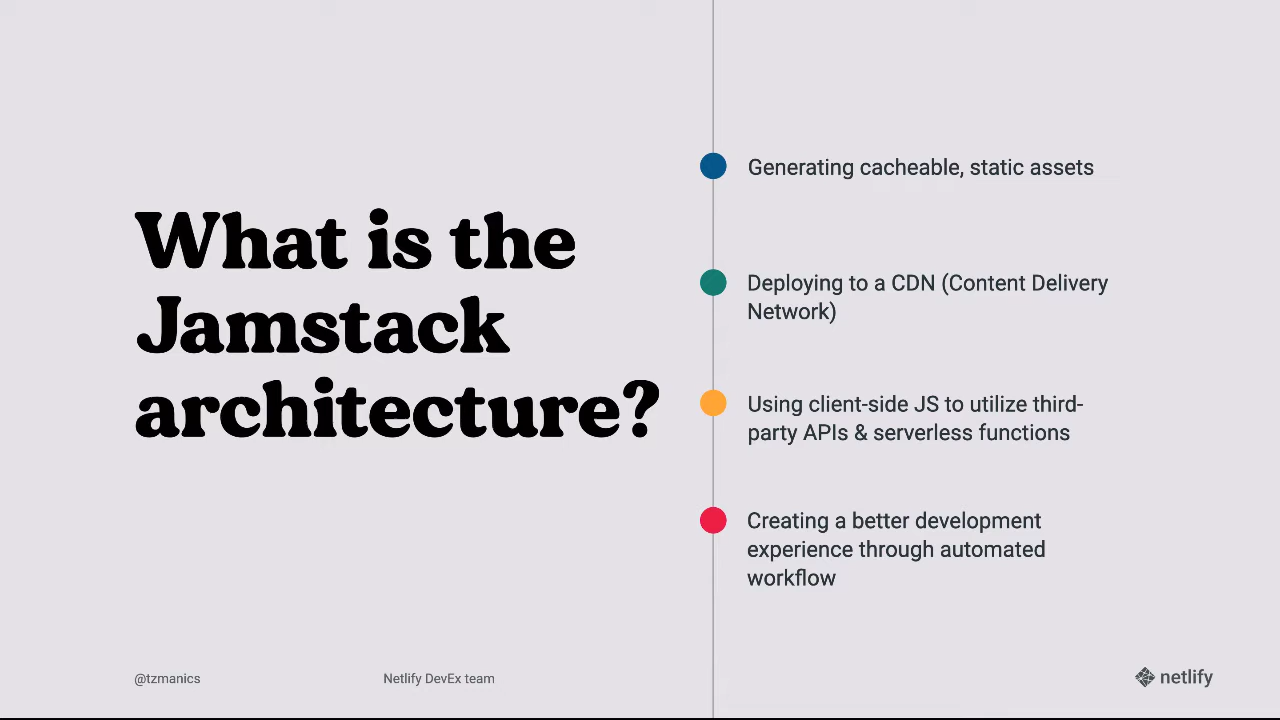 What is the
Jamstack
architecture?
Generating cacheable, static assets
Deploying to a CDN (Content Delivery
Network)
Using client-side JS to utilize third-
party APIs & serverless functions
Creating a better development
experience through automated
workflow
@tzmanics
Netlify DevEx team
netlify